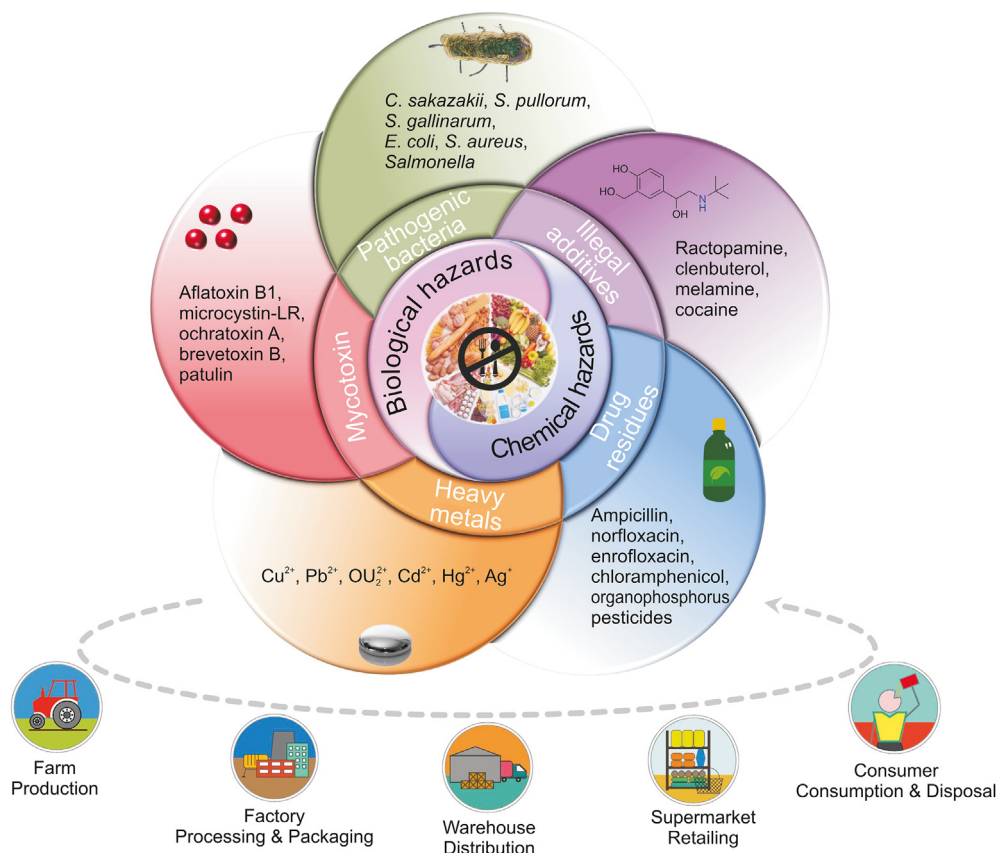 C. sakazakii, S. pullorum,
S. gallinarum,
E. coli, S. aureus,
Salmonella
Pathogenic
bacteria
HO
HO
OH
N
H
Ractopamine,
clenbuterol,
melamine,
cocaine
Illegal
additives
Aflatoxin B1,
microcystin-LR,
ochratoxin A,
brevetoxin B,
patulin
Mycotoxin
Biological hazards
Chemical hazarps
Drug
residues
Ampicillin,
norfloxacin,
enrofloxacin,
chloramphenicol,
organophosphorus
pesticides
Heavy
metals
Cu²⁺, Pb²⁺, OU₂²⁺, Cd²⁺, Hg²⁺, Ag⁺
Farm
Production
Factory
Processing & Packaging
Warehouse
Distribution
Supermarket
Retailing
Consumer
Consumption & Disposal